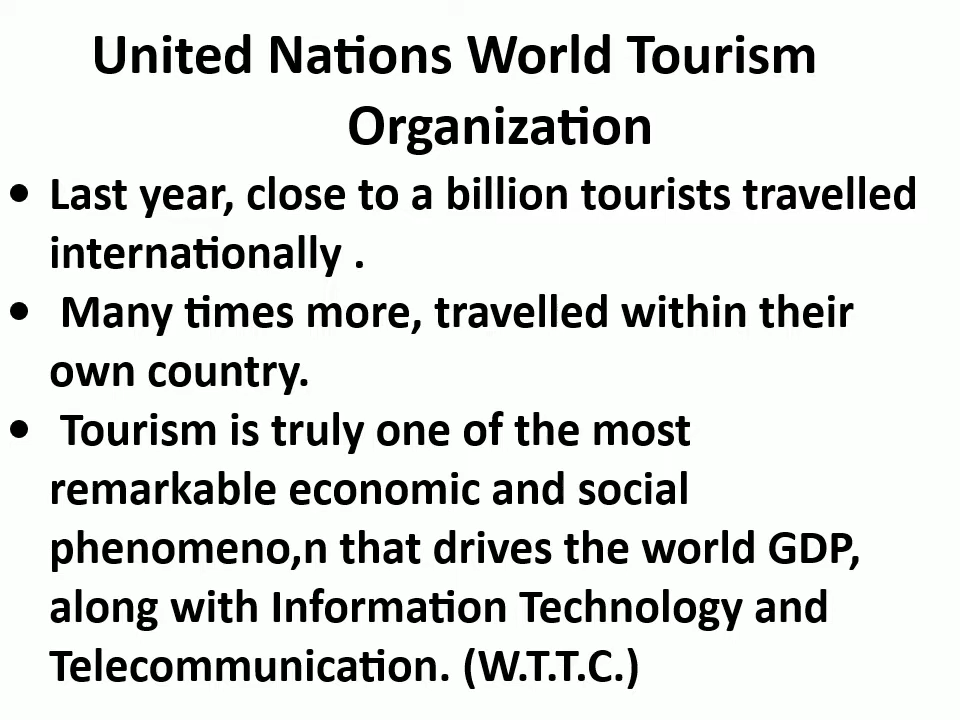 United Nations World Tourism
Organization
• Last year, close to a billion tourists travelled
internationally .
• Many times more, travelled within their
own country.
• Tourism is truly one of the most
remarkable economic and social
phenomeno,n that drives the world GDP,
along with Information Technology and
Telecommunication. (W.T.T.C.)